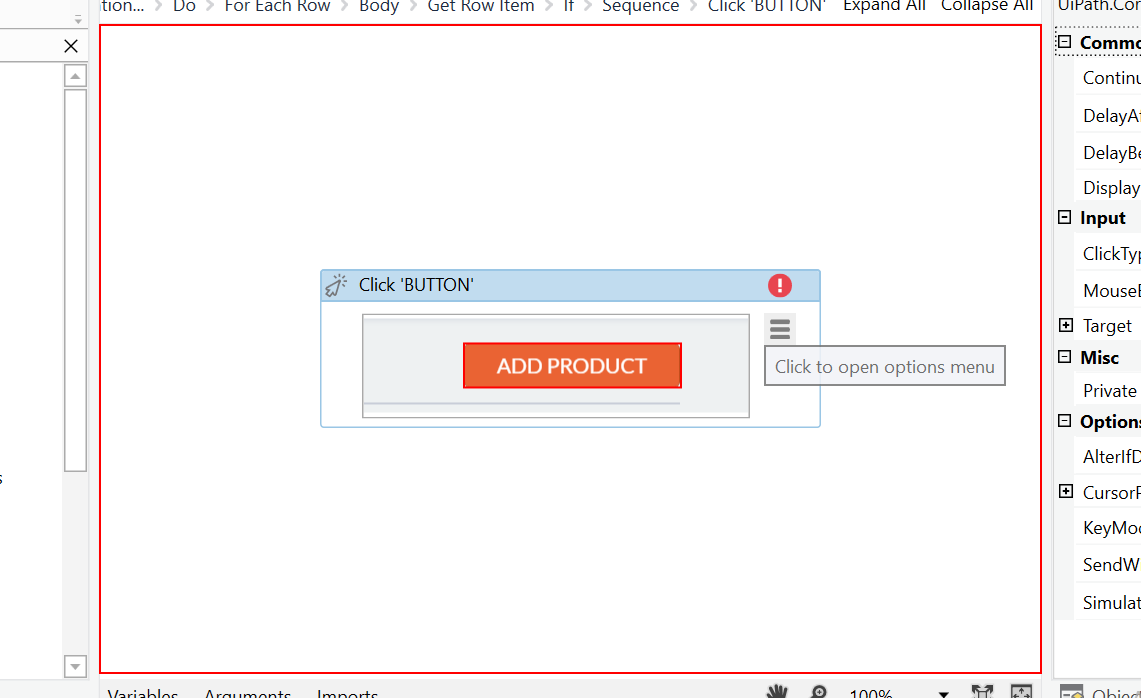 ition... Do For Each Row Body Get Row Item If Sequence Click 'BUTTON' Expand All Collapse All
UiPath.Cor
Commo
Continu
DelayAf
DelayBe
Display
Input
ClickTyp
MouseB
Target
Misc
Private
Options
AlterIfD
CursorP
KeyMod
SendW
Simulat
Click 'BUTTON'
ADD PRODUCT
Click to open options menu
s
Variables Arguments Imports 100%
Objec